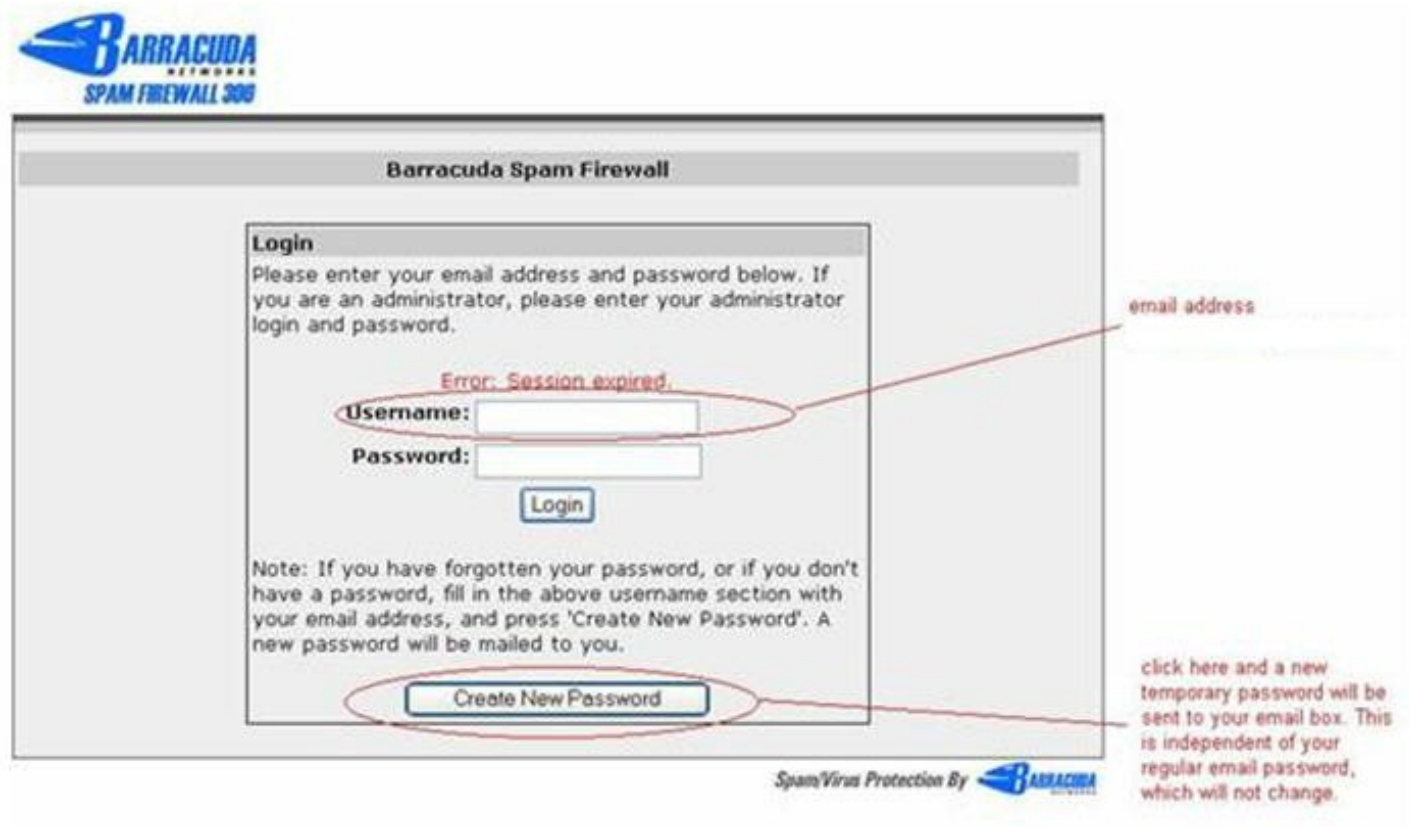 BARRACUDA
NETWORKS
SPAM FIREWALL 300
Barracuda Spam Firewall
Login
Please enter your email address and password below. If
you are an administrator, please enter your administrator
login and password.
email address
Error: Session expired.
Username:
Password:
Login
Note: If you have forgotten your password, or if you don't
have a password, fill in the above username section with
your email address, and press 'Create New Password'. A
new password will be mailed to you.
Create New Password
click here and a new
temporary password will be
sent to your email box. This
is independent of your
regular email password,
which will not change.
Spam/Virus Protection By BARRACUDA
NETWORKS